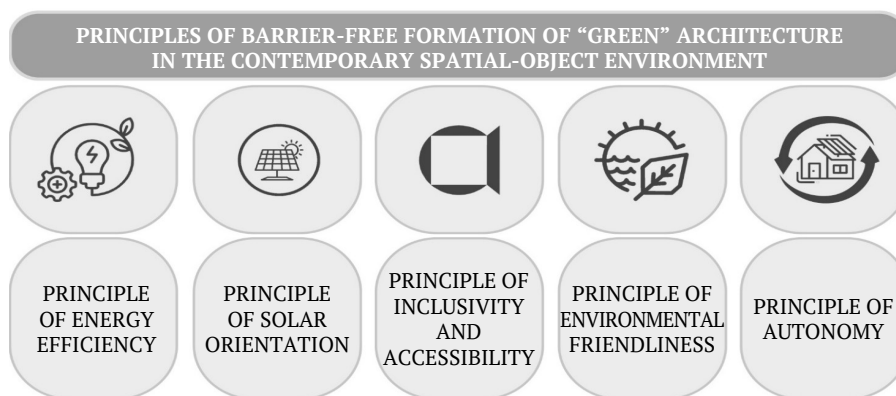 PRINCIPLES OF BARRIER-FREE FORMATION OF “GREEN” ARCHITECTURE
IN THE CONTEMPORARY SPATIAL-OBJECT ENVIRONMENT
PRINCIPLE
OF ENERGY
EFFICIENCY
PRINCIPLE
OF SOLAR
ORIENTATION
PRINCIPLE OF
INCLUSIVITY
AND
ACCESSIBILITY
PRINCIPLE OF
ENVIRONMENTAL
FRIENDLINESS
PRINCIPLE OF
AUTONOMY